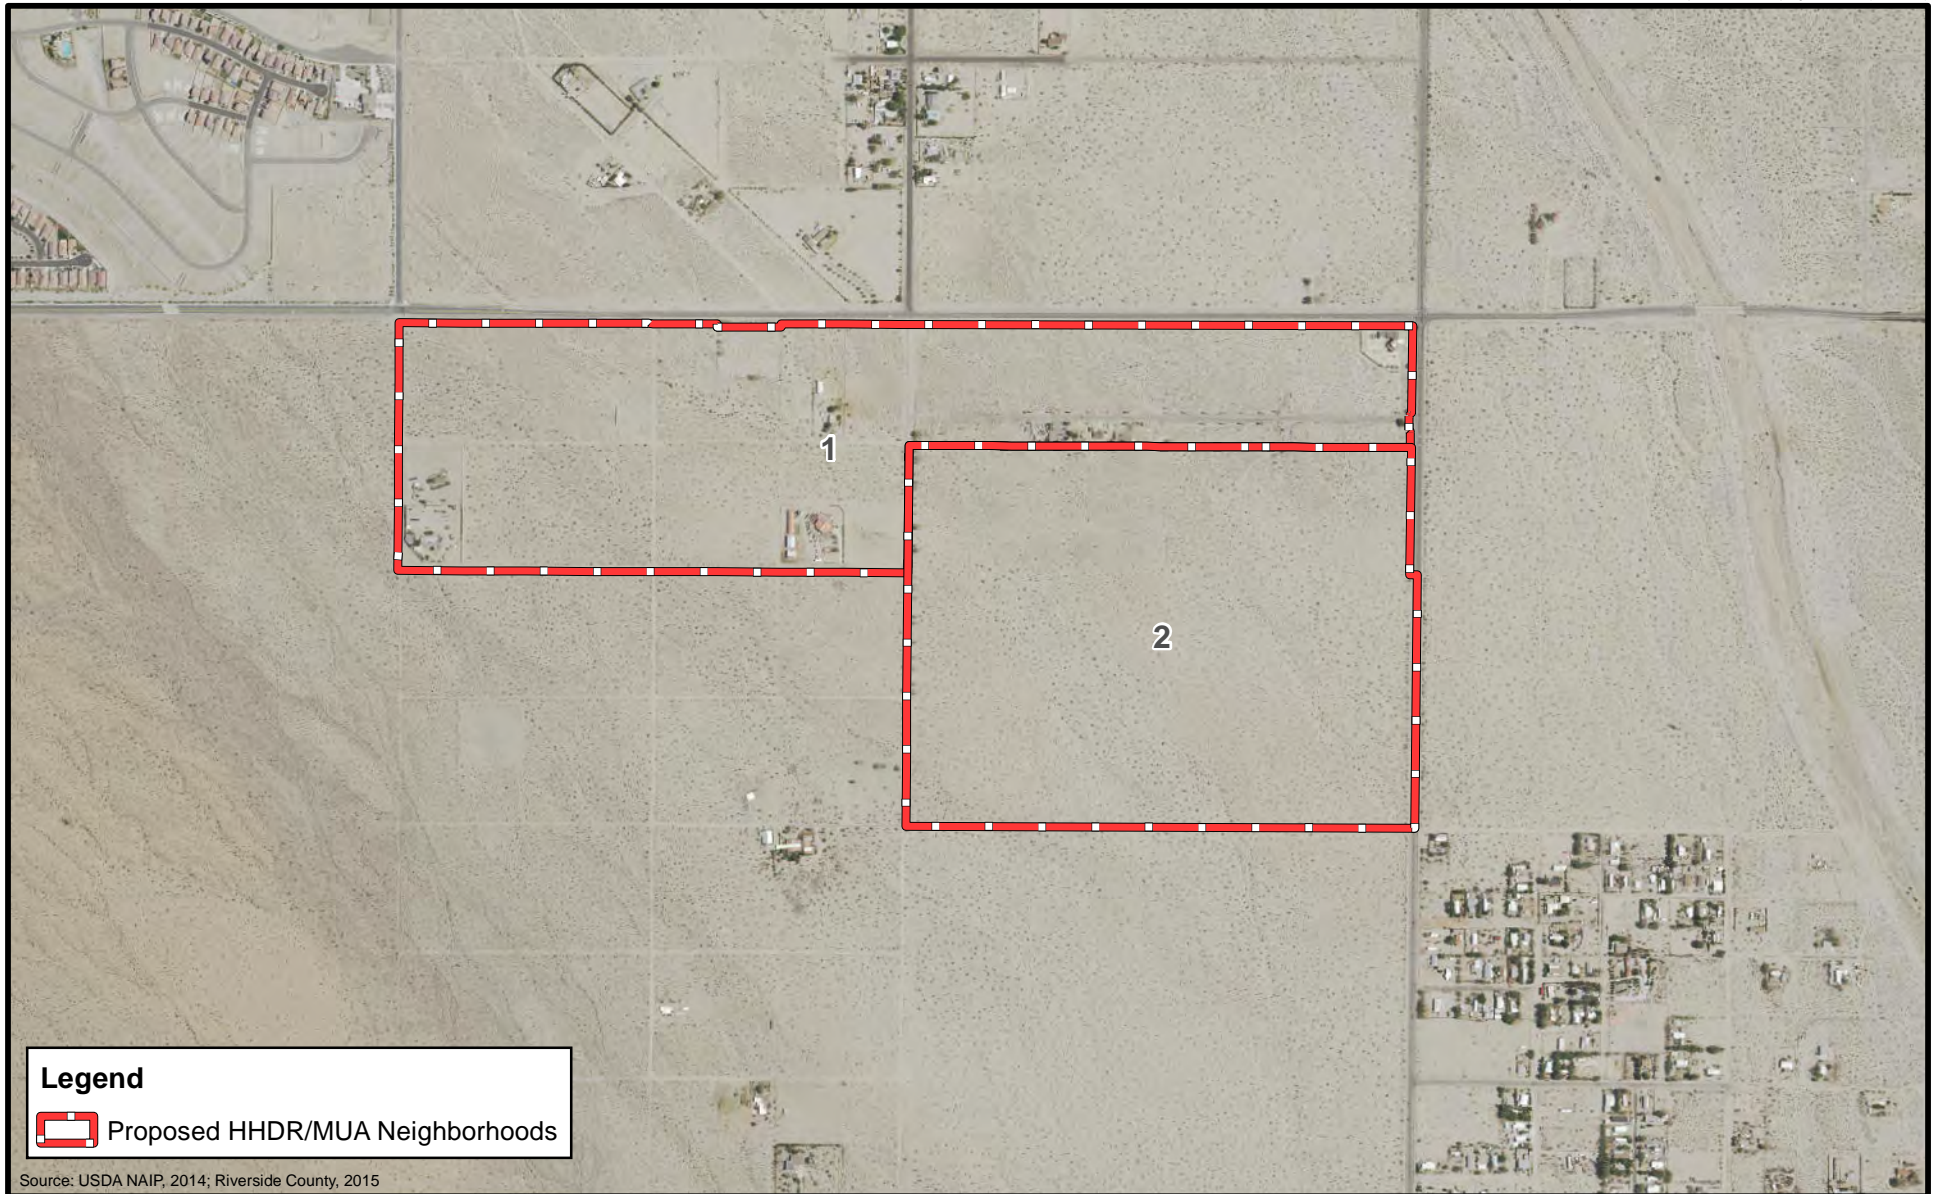 1
2
Legend
Proposed HHDR/MUA Neighborhoods
Source: USDA NAIP, 2014; Riverside County, 2015